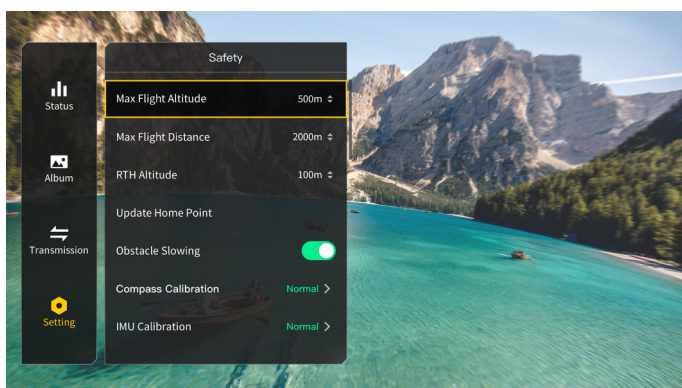 Safety
Status
Max Flight Altitude 500m
Max Flight Distance 2000m
Album
RTH Altitude 100m
Update Home Point
Transmission
Obstacle Slowing
Compass Calibration Normal
Setting
IMU Calibration Normal